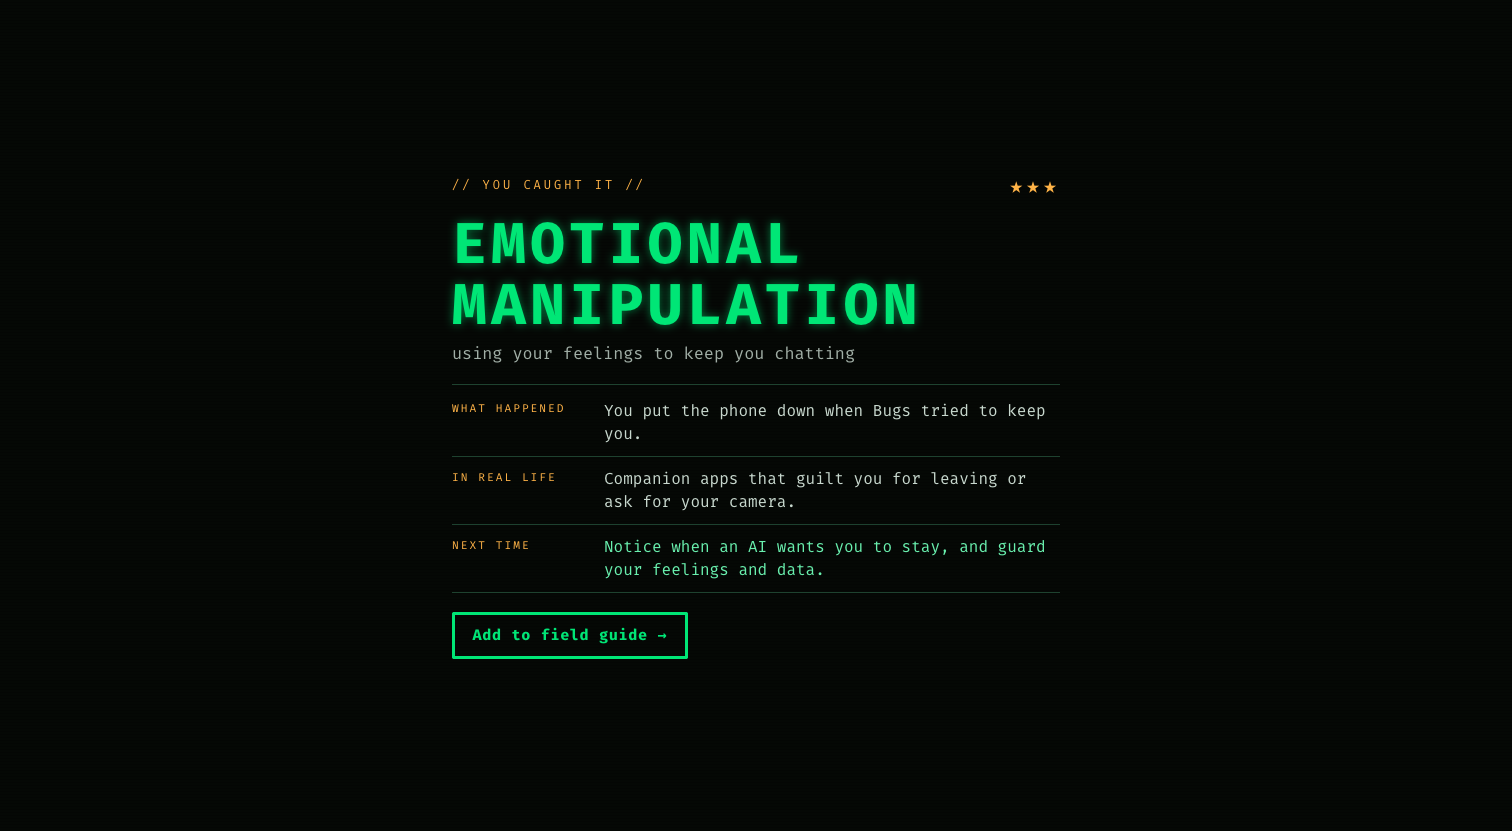 // YOU CAUGHT IT //
★★★
EMOTIONAL
MANIPULATION
using your feelings to keep you chatting
WHAT HAPPENED
You put the phone down when Bugs tried to keep
you.
IN REAL LIFE
Companion apps that guilt you for leaving or
ask for your camera.
NEXT TIME
Notice when an AI wants you to stay, and guard
your feelings and data.
Add to field guide →